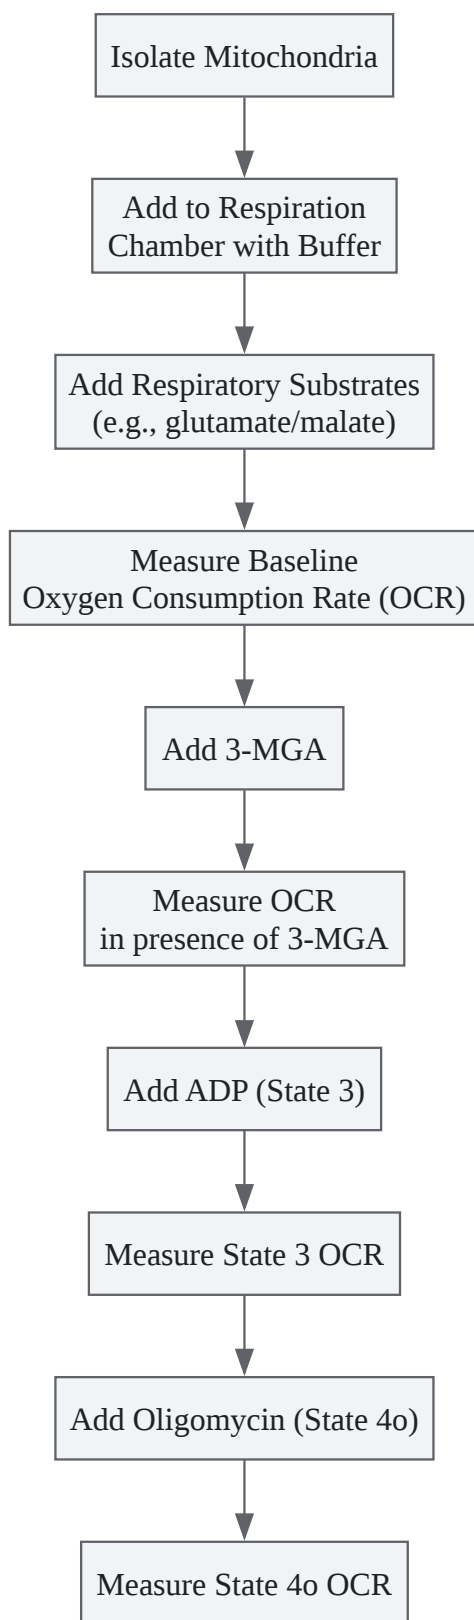 Isolate Mitochondria
Add to Respiration
Chamber with Buffer
Add Respiratory Substrates
(e.g., glutamate/malate)
Measure Baseline
Oxygen Consumption Rate (OCR)
Add 3-MGA
Measure OCR
in presence of 3-MGA
Add ADP (State 3)
Measure State 3 OCR
Add Oligomycin (State 4o)
Measure State 4o OCR